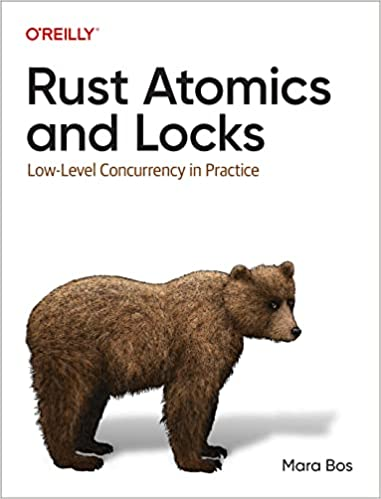 O'REILLY®
Rust Atomics
and Locks
Low-Level Concurrency in Practice
Mara Bos